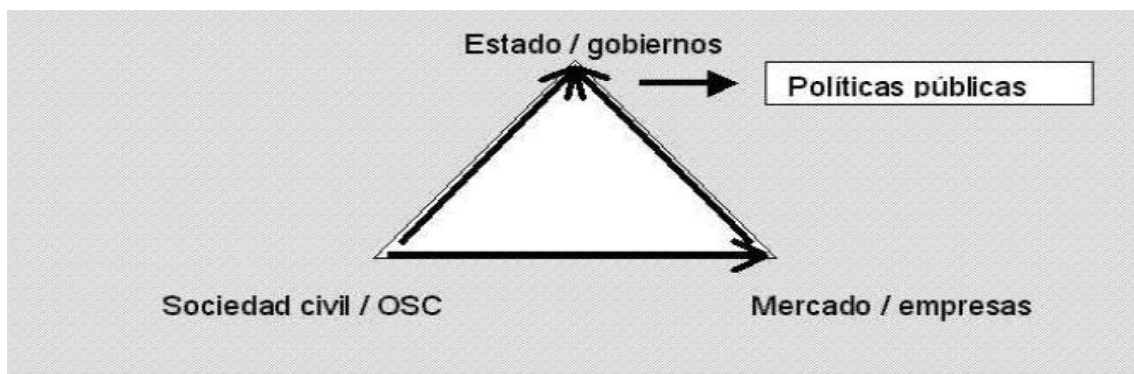 Estado / gobiernos
Políticas públicas
Sociedad civil / OSC
Mercado / empresas